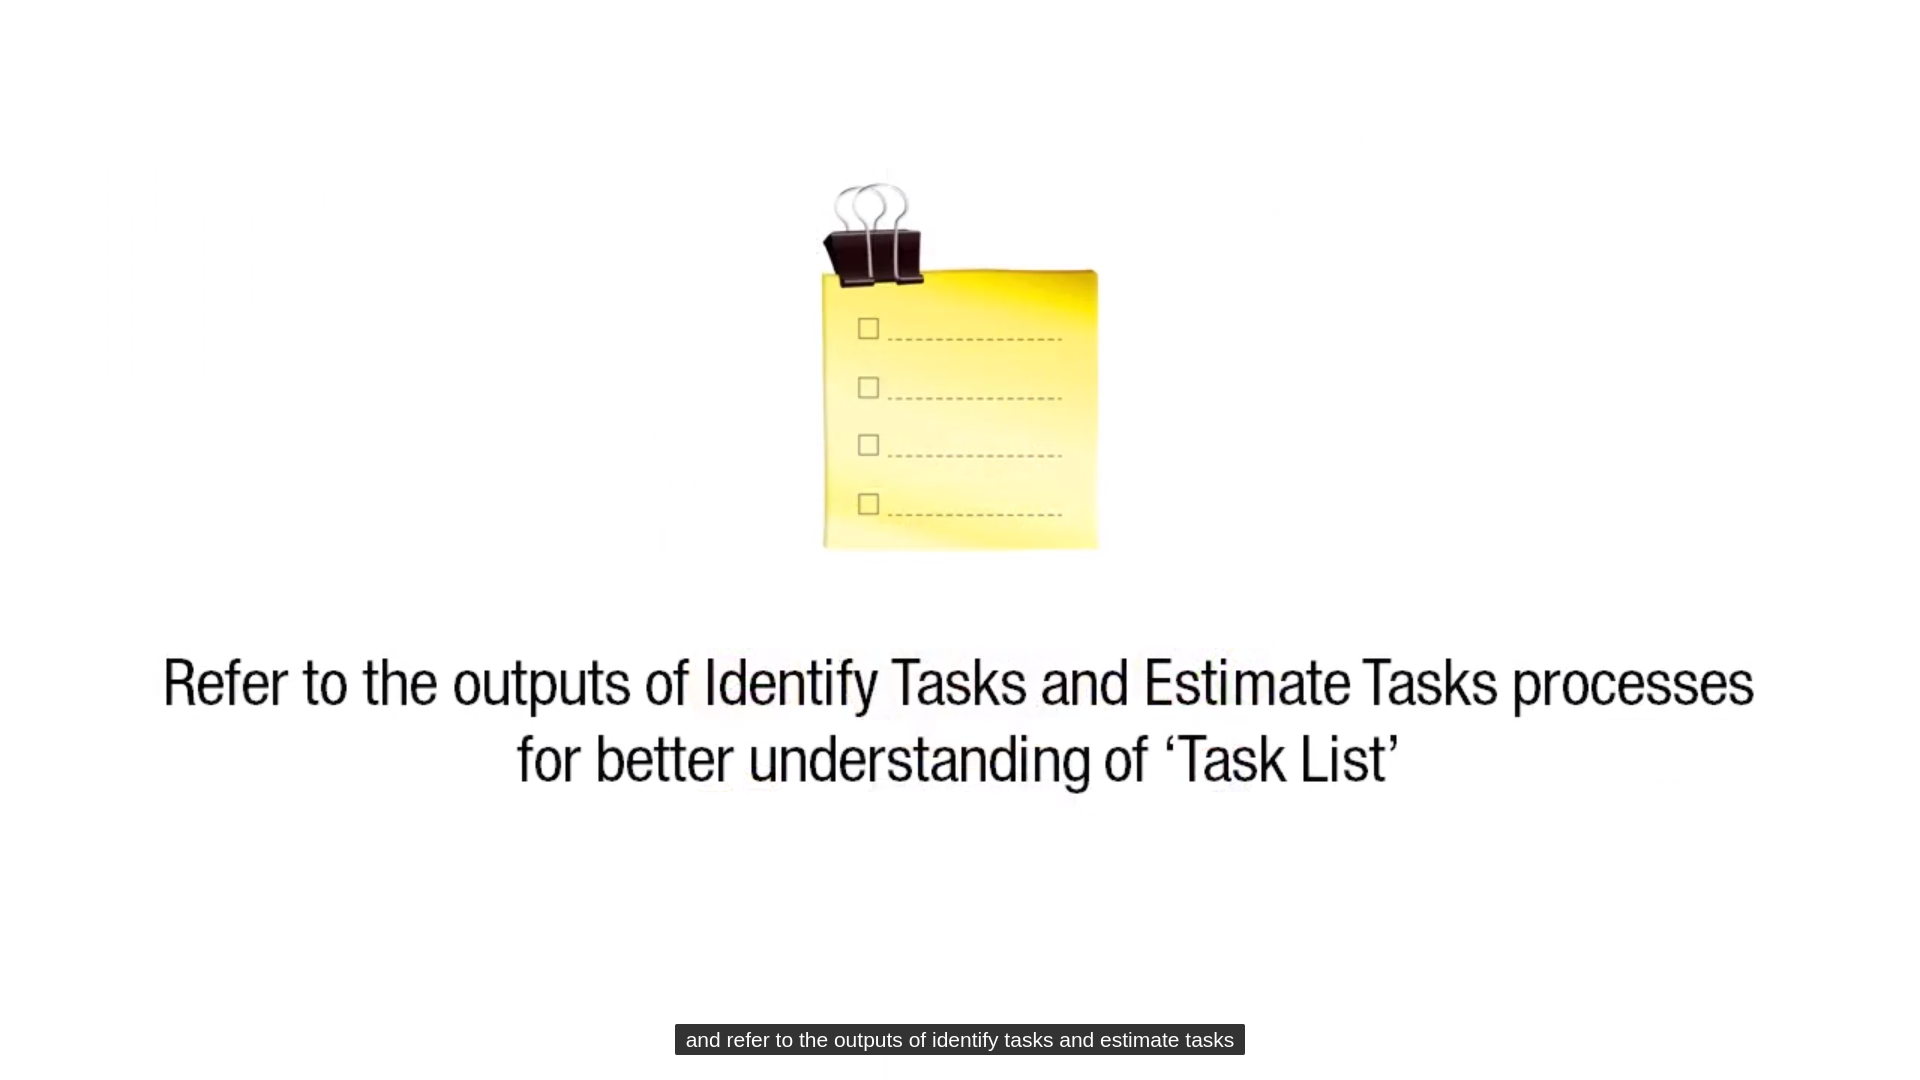 Refer to the outputs of Identify Tasks and Estimate Tasks processes
for better understanding of ‘Task List’
and refer to the outputs of identify tasks and estimate tasks